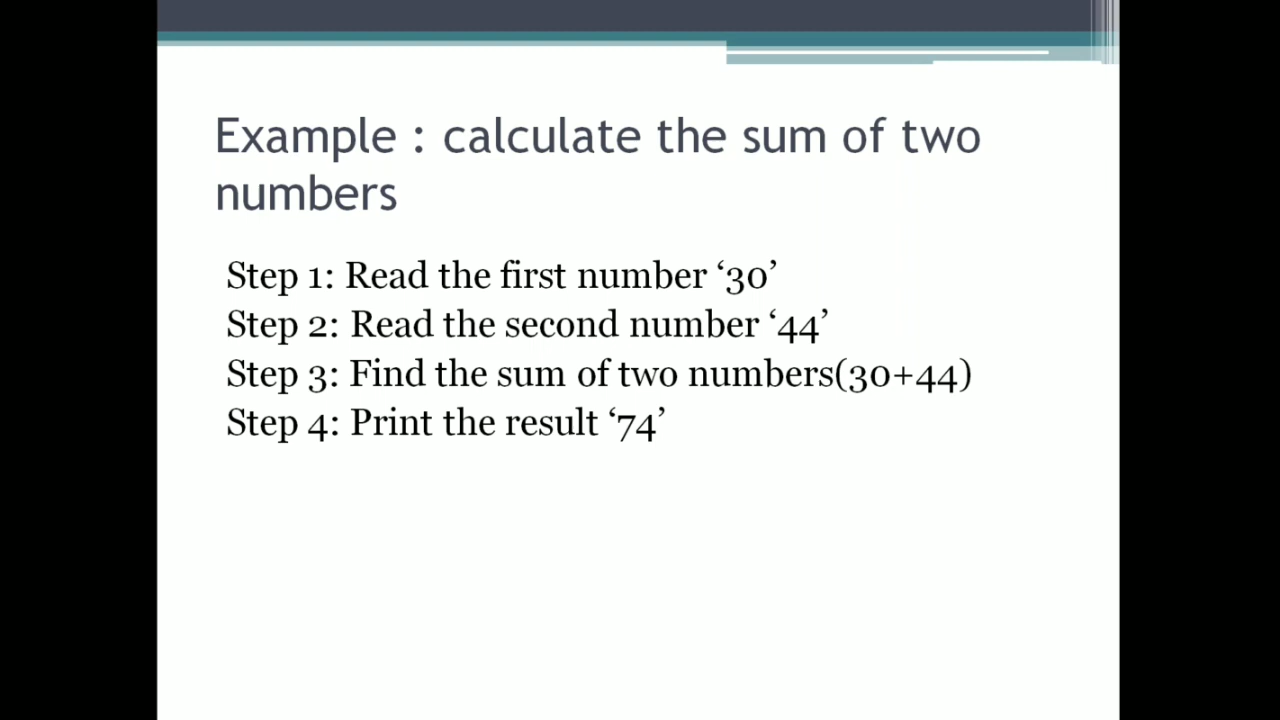 Example : calculate the sum of two
numbers
Step 1: Read the first number ‘30’
Step 2: Read the second number ‘44’
Step 3: Find the sum of two numbers(30+44)
Step 4: Print the result ‘74’